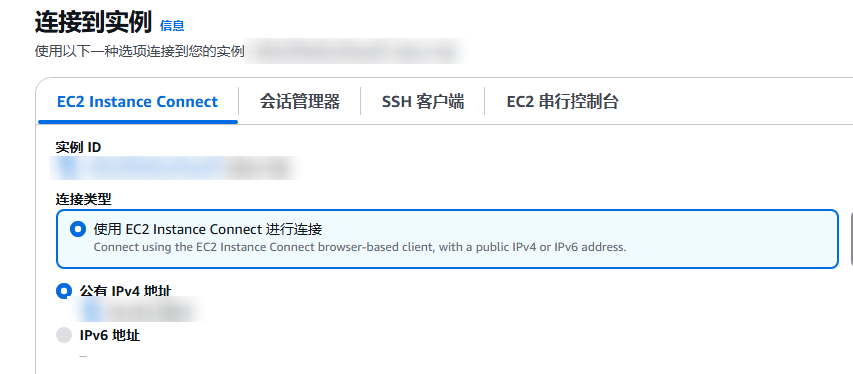 连接到实例 信息
使用以下一种选项连接到您的实例
EC2 Instance Connect 会话管理器 SSH 客户端 EC2 串行控制台
实例 ID
连接类型
使用 EC2 Instance Connect 进行连接
Connect using the EC2 Instance Connect browser-based client, with a public IPv4 or IPv6 address.
公有 IPv4 地址
IPv6 地址
–